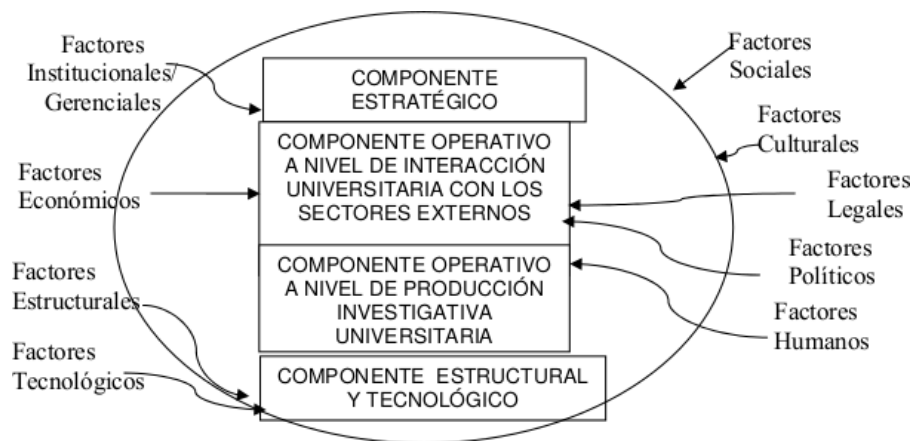 Factores
Institucionales/
Gerenciales
Factores
Económicos
Factores
Estructurales
Factores
Tecnológicos
COMPONENTE
ESTRATÉGICO
COMPONENTE OPERATIVO
A NIVEL DE INTERACCIÓN
UNIVERSITARIA CON LOS
SECTORES EXTERNOS
COMPONENTE OPERATIVO
A NIVEL DE PRODUCCIÓN
INVESTIGATIVA
UNIVERSITARIA
COMPONENTE ESTRUCTURAL
Y TECNOLÓGICO
Factores
Sociales
Factores
Culturales
Factores
Legales
Factores
Políticos
Factores
Humanos